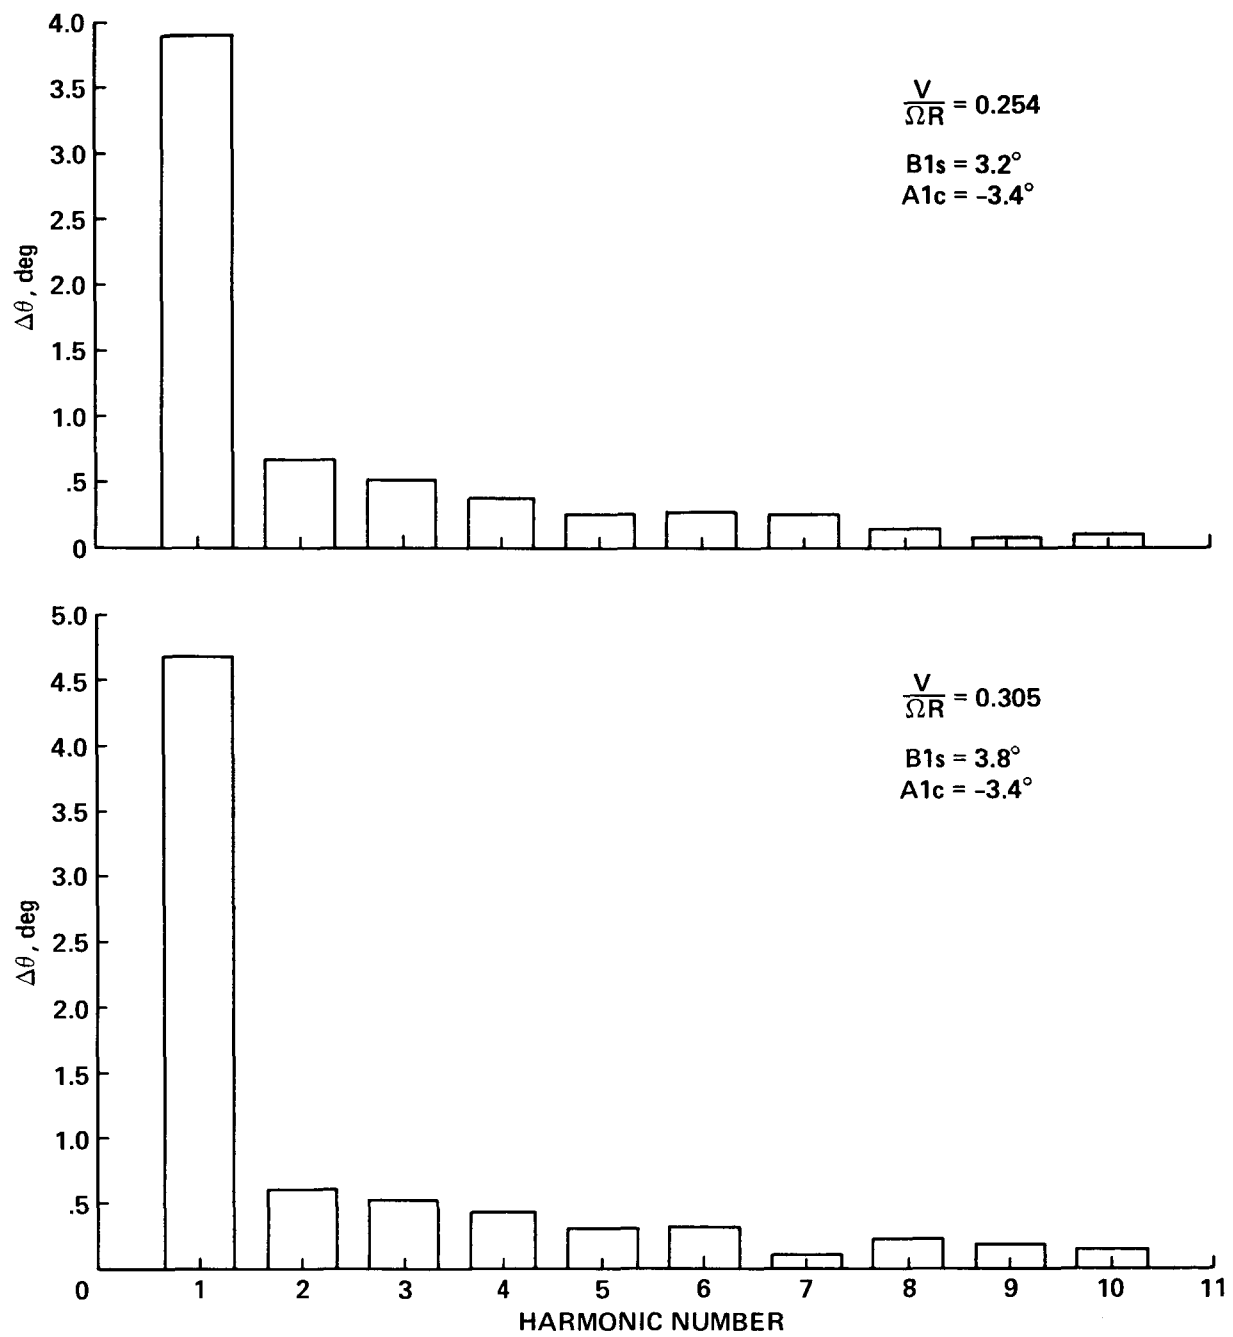 4.0
3.5
3.0
2.5
2.0
1.5
1.0
.5
0
Δθ, deg
V
ΩR = 0.254
B1s = 3.2°
A1c = –3.4°
5.0
4.5
4.0
3.5
3.0
2.5
2.0
1.5
1.0
.5
Δθ, deg
V
ΩR = 0.305
B1s = 3.8°
A1c = –3.4°
0 1 2 3 4 5 6 7 8 9 10 11
HARMONIC NUMBER